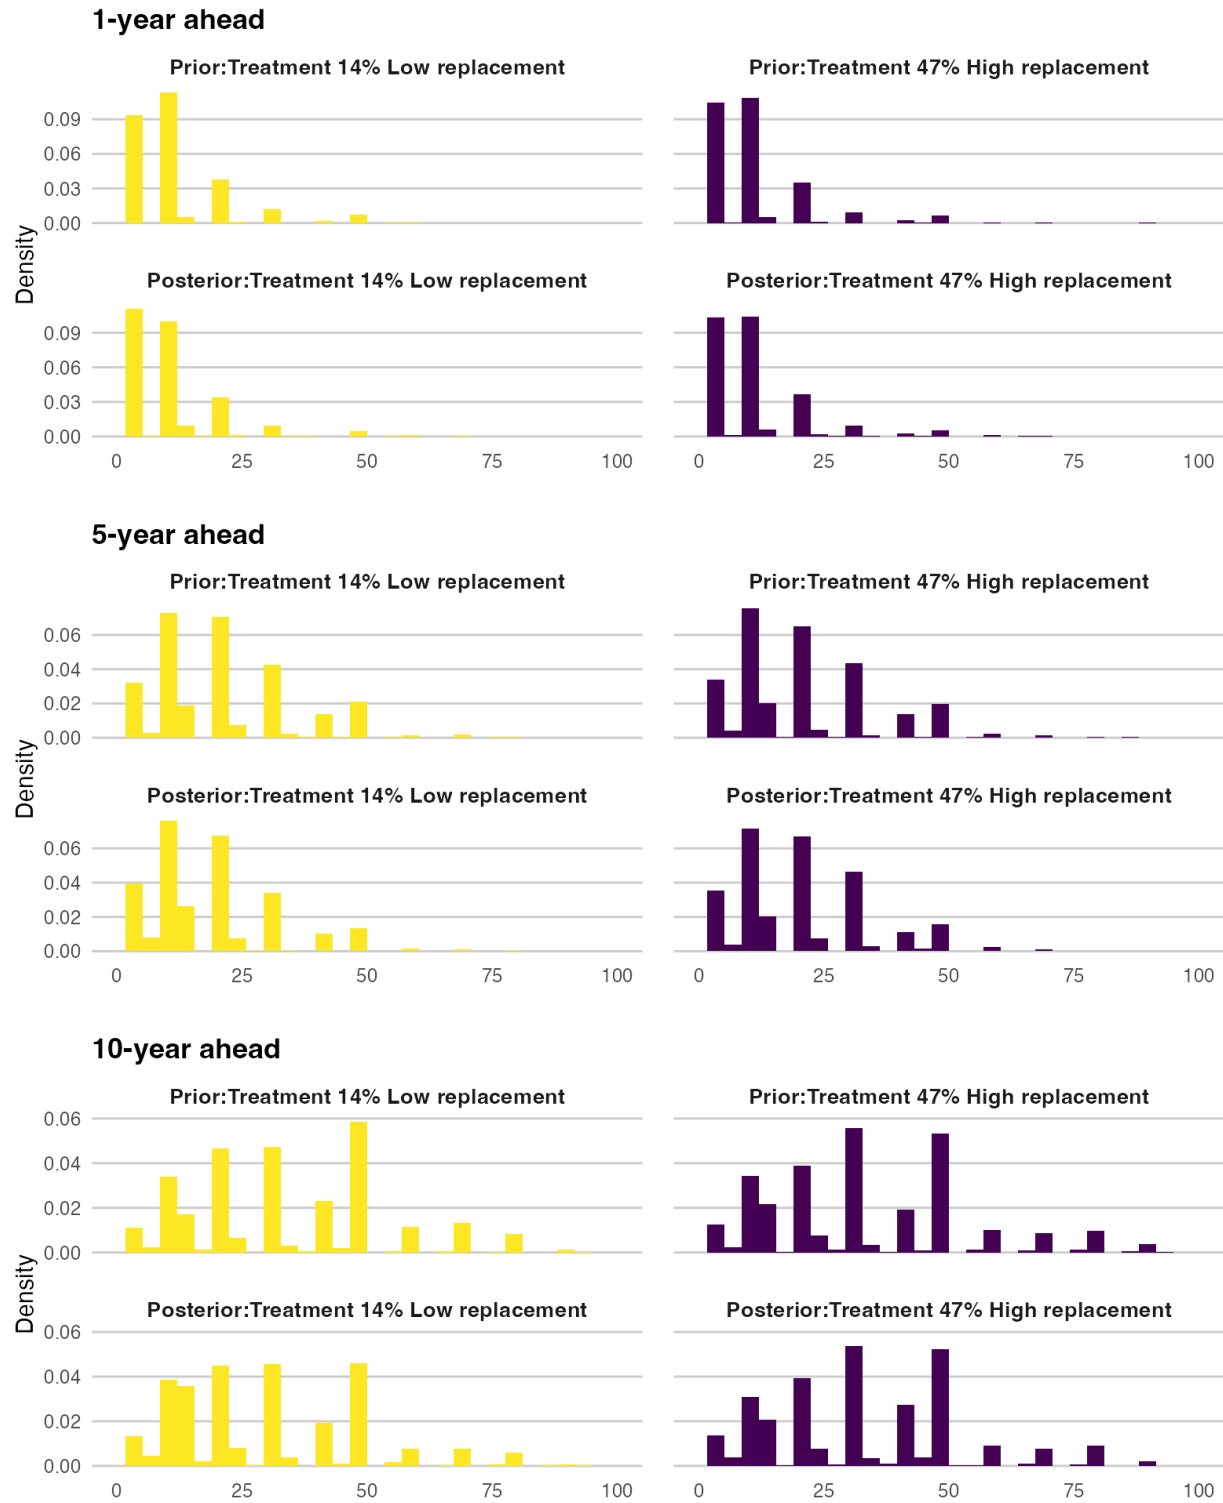 1-year ahead
Prior:Treatment 14% Low replacement
Prior:Treatment 47% High replacement
0.09
0.06
0.03
0.00
Density
Posterior:Treatment 14% Low replacement
Posterior:Treatment 47% High replacement
0.09
0.06
0.03
0.00
0 25 50 75 100
0 25 50 75 100
5-year ahead
Prior:Treatment 14% Low replacement
Prior:Treatment 47% High replacement
0.06
0.04
0.02
0.00
Density
Posterior:Treatment 14% Low replacement
Posterior:Treatment 47% High replacement
0.06
0.04
0.02
0.00
0 25 50 75 100
0 25 50 75 100
10-year ahead
Prior:Treatment 14% Low replacement
Prior:Treatment 47% High replacement
0.06
0.04
0.02
0.00
Density
Posterior:Treatment 14% Low replacement
Posterior:Treatment 47% High replacement
0.06
0.04
0.02
0.00
0 25 50 75 100
0 25 50 75 100